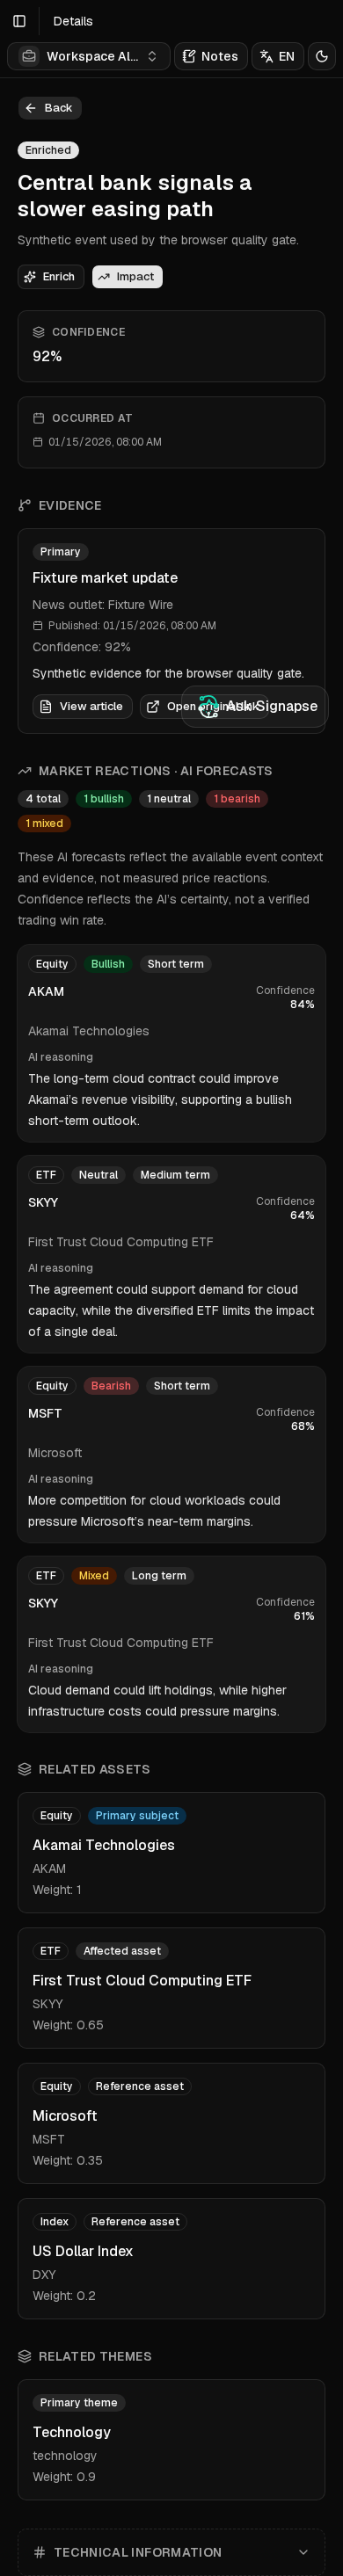 Details
Workspace Al...
Notes
EN
Back
Enriched
Central bank signals a
slower easing path
Synthetic event used by the browser quality gate.
Enrich
Impact
CONFIDENCE
92%
OCCURRED AT
01/15/2026, 08:00 AM
EVIDENCE
Primary
Fixture market update
News outlet: Fixture Wire
Published: 01/15/2026, 08:00 AM
Confidence: 92%
Synthetic evidence for the browser quality gate.
View article
Open
Ask Signapse
MARKET REACTIONS · AI FORECASTS
4 total
1 bullish
1 neutral
1 bearish
1 mixed
These AI forecasts reflect the available event context
and evidence, not measured price reactions.
Confidence reflects the AI's certainty, not a verified
trading win rate.
Equity
Bullish
Short term
AKAM
Confidence
84%
Akamai Technologies
AI reasoning
The long-term cloud contract could improve
Akamai's revenue visibility, supporting a bullish
short-term outlook.
ETF
Neutral
Medium term
SKYY
Confidence
64%
First Trust Cloud Computing ETF
AI reasoning
The agreement could support demand for cloud
capacity, while the diversified ETF limits the impact
of a single deal.
Equity
Bearish
Short term
MSFT
Confidence
68%
Microsoft
AI reasoning
More competition for cloud workloads could
pressure Microsoft's near-term margins.
ETF
Mixed
Long term
SKYY
Confidence
61%
First Trust Cloud Computing ETF
AI reasoning
Cloud demand could lift holdings, while higher
infrastructure costs could pressure margins.
RELATED ASSETS
Equity
Primary subject
Akamai Technologies
AKAM
Weight: 1
ETF
Affected asset
First Trust Cloud Computing ETF
SKYY
Weight: 0.65
Equity
Reference asset
Microsoft
MSFT
Weight: 0.35
Index
Reference asset
US Dollar Index
DXY
Weight: 0.2
RELATED THEMES
Primary theme
Technology
technology
Weight: 0.9
TECHNICAL INFORMATION